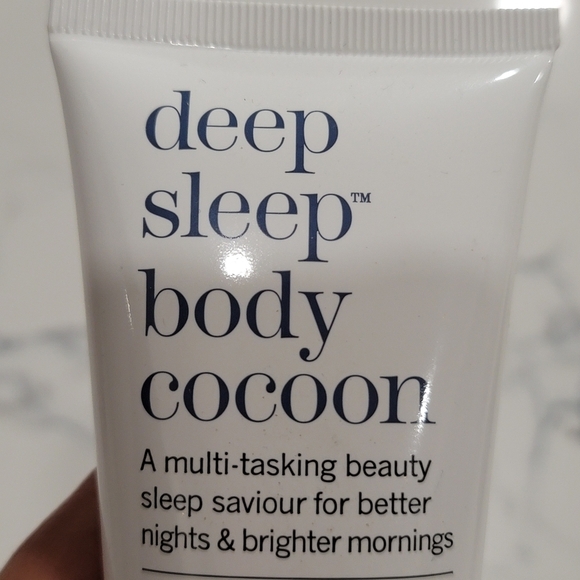 deep
sleep™
body
cocoon
A multi-tasking beauty
sleep saviour for better
nights & brighter mornings